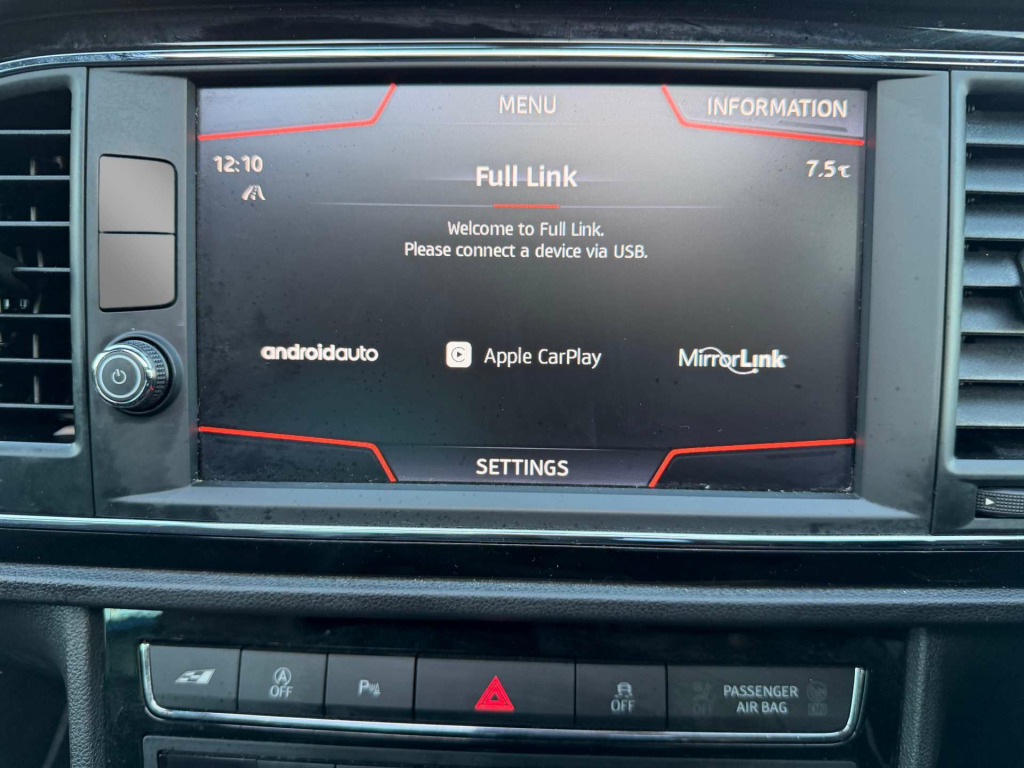 MENU
INFORMATION
12:10
7.5°C
Full Link
Welcome to Full Link.
Please connect a device via USB.
androidauto
Apple CarPlay
MirrorLink
SETTINGS
A
OFF
P
OFF
PASSENGER
AIR BAG